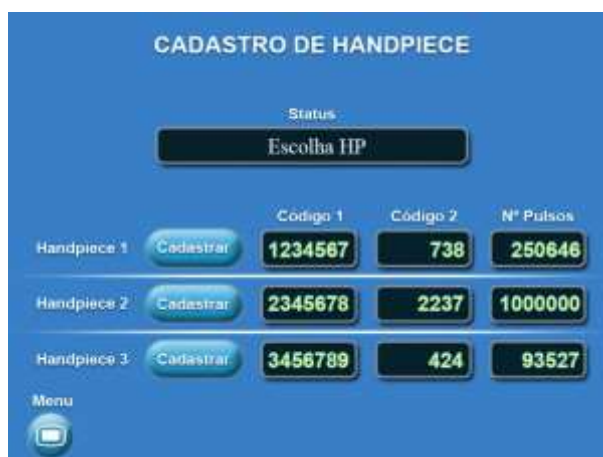 CADASTRO DE HANDPIECE
Status
Escolha HP
Código 1 Código 2 Nº Pulsos
Handpiece 1 Cadastrar 1234567 738 250646
Handpiece 2 Cadastrar 2345678 2237 1000000
Handpiece 3 Cadastrar 3456789 424 93527
Menu